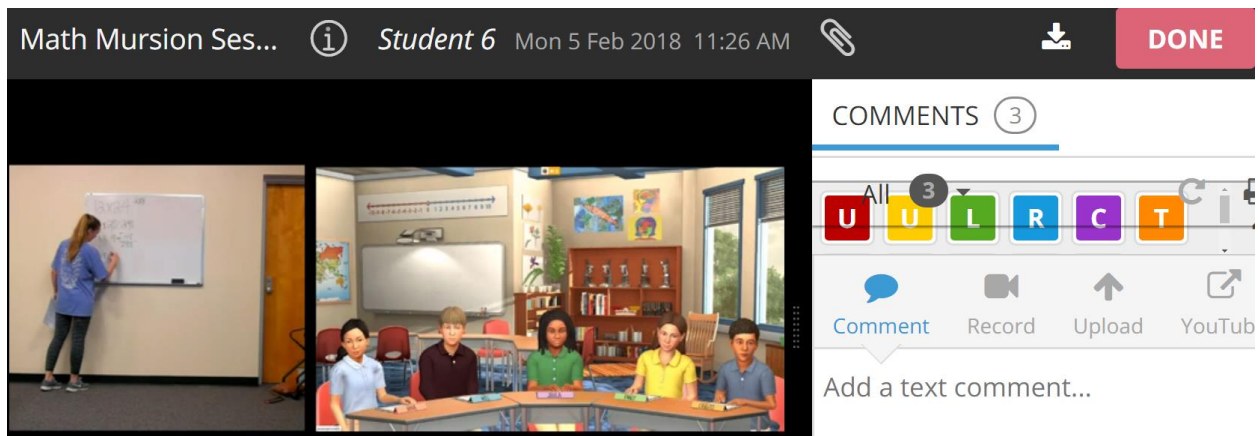 Math Mursion Ses... i Student 6 Mon 5 Feb 2018 11:26 AM DONE
COMMENTS 3
All 3
U U L R C T
Comment Record Upload YouTub
Add a text comment...